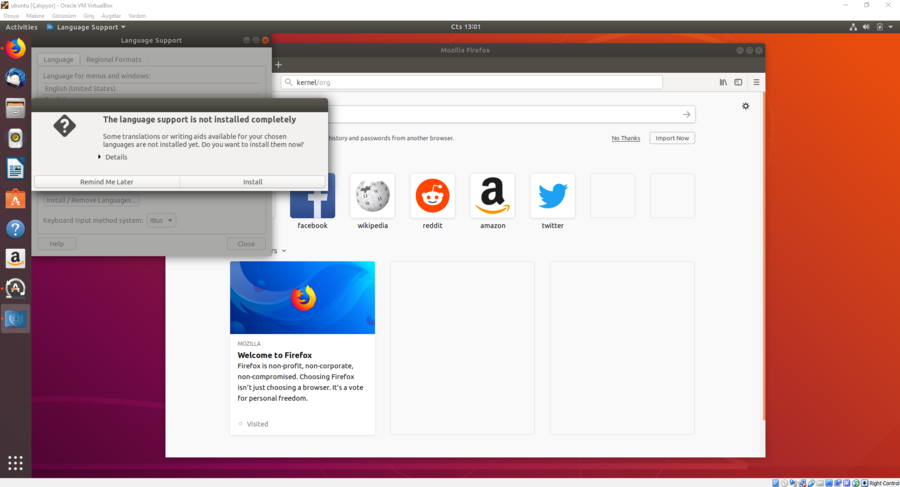 ubuntu [Çalışıyor] - Oracle VM VirtualBox
Dosya Makine Görünüm Giriş Aygıtlar Yardım
Activities Language Support Cts 13:01
Language Support
Mozilla Firefox
Language Regional Formats
Language for menus and windows:
English (United States)
kernel/org
The language support is not installed completely
Some translations or writing aids available for your chosen
languages are not installed yet. Do you want to install them now?
Details
Remind Me Later Install
history and passwords from another browser.
No Thanks Import Now
Install / Remove Languages...
Keyboard input method system: IBus
Help Close
facebook wikipedia reddit amazon twitter
MOZILLA
Welcome to Firefox
Firefox is non-profit, non-corporate,
non-compromised. Choosing Firefox
isn't just choosing a browser. It's a vote
for personal freedom.
Visited
Right Control